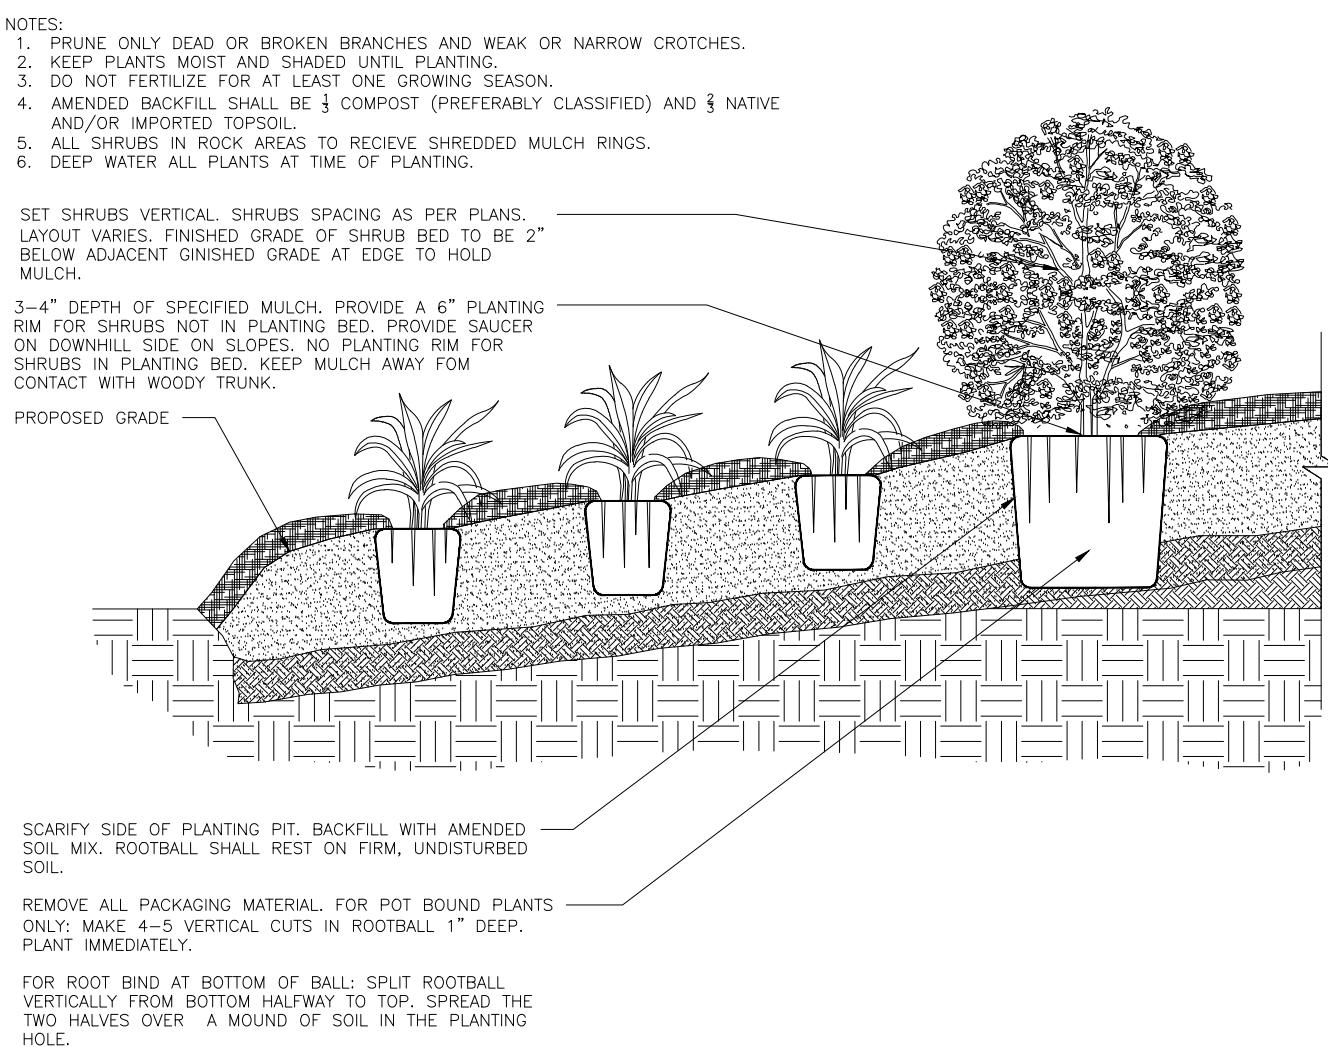 NOTES:
1. PRUNE ONLY DEAD OR BROKEN BRANCHES AND WEAK OR NARROW CROTCHES.
2. KEEP PLANTS MOIST AND SHADED UNTIL PLANTING.
3. DO NOT FERTILIZE FOR AT LEAST ONE GROWING SEASON.
4. AMENDED BACKFILL SHALL BE 1/3 COMPOST (PREFERABLY CLASSIFIED) AND 2/3 NATIVE
AND/OR IMPORTED TOPSOIL.
5. ALL SHRUBS IN ROCK AREAS TO RECIEVE SHREDDED MULCH RINGS.
6. DEEP WATER ALL PLANTS AT TIME OF PLANTING.
SET SHRUBS VERTICAL. SHRUBS SPACING AS PER PLANS.
LAYOUT VARIES. FINISHED GRADE OF SHRUB BED TO BE 2"
BELOW ADJACENT GINISHED GRADE AT EDGE TO HOLD
MULCH.
3-4" DEPTH OF SPECIFIED MULCH. PROVIDE A 6" PLANTING
RIM FOR SHRUBS NOT IN PLANTING BED. PROVIDE SAUCER
ON DOWNHILL SIDE ON SLOPES. NO PLANTING RIM FOR
SHRUBS IN PLANTING BED. KEEP MULCH AWAY FOM
CONTACT WITH WOODY TRUNK.
PROPOSED GRADE
SCARIFY SIDE OF PLANTING PIT. BACKFILL WITH AMENDED
SOIL MIX. ROOTBALL SHALL REST ON FIRM, UNDISTURBED
SOIL.
REMOVE ALL PACKAGING MATERIAL. FOR POT BOUND PLANTS
ONLY: MAKE 4-5 VERTICAL CUTS IN ROOTBALL 1" DEEP.
PLANT IMMEDIATELY.
FOR ROOT BIND AT BOTTOM OF BALL: SPLIT ROOTBALL
VERTICALLY FROM BOTTOM HALFWAY TO TOP. SPREAD THE
TWO HALVES OVER A MOUND OF SOIL IN THE PLANTING
HOLE.